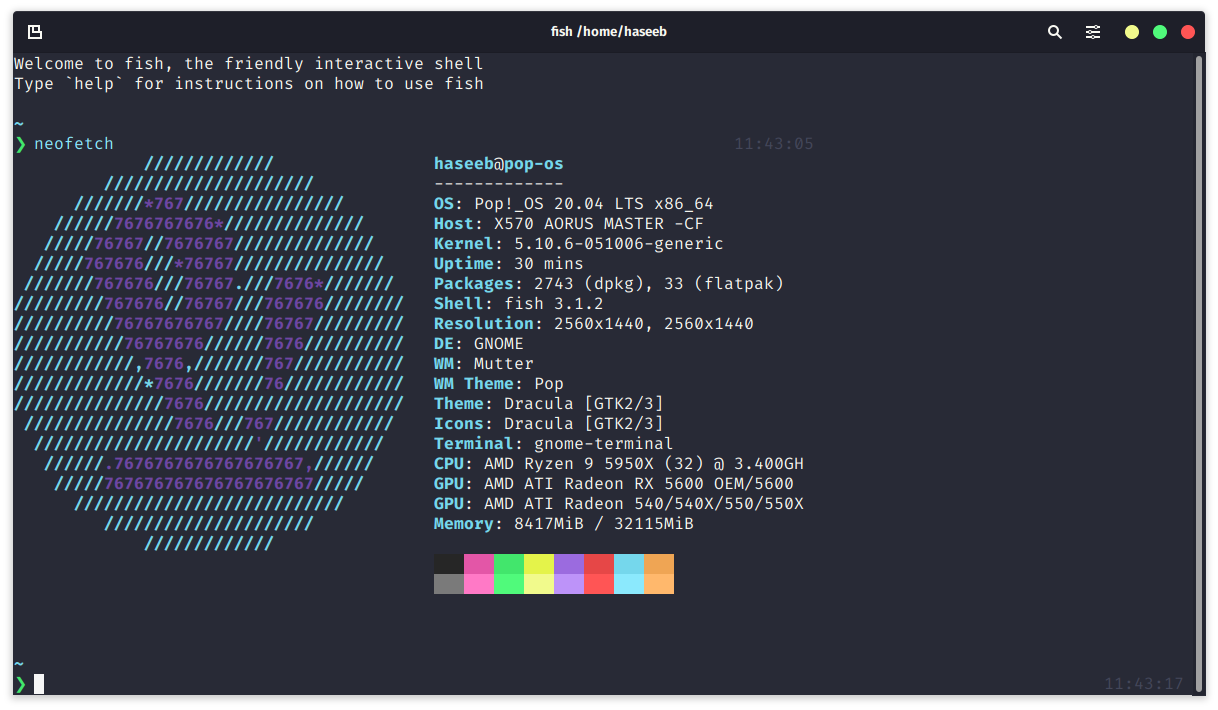 fish /home/haseeb
Welcome to fish, the friendly interactive shell
Type `help` for instructions on how to use fish
~
❯ neofetch 11:43:05
             /////////////             haseeb@pop-os
         /////////////////////         -------------
      ///////*767////////////////      OS: Pop!_OS 20.04 LTS x86_64
    //////7676767676*//////////////    Host: X570 AORUS MASTER -CF
   /////76767//7676767//////////////   Kernel: 5.10.6-051006-generic
  /////767676///*76767///////////////  Uptime: 30 mins
 ///////767676///76767.///7676*/////// Packages: 2743 (dpkg), 33 (flatpak)
/////////767676//76767///767676//////// Shell: fish 3.1.2
//////////76767676767////76767///////// Resolution: 2560x1440, 2560x1440
///////////76767676//////7676////////// DE: GNOME
////////////,7676,///////767/////////// WM: Mutter
/////////////*7676///////76//////////// WM Theme: Pop
///////////////7676//////////////////// Theme: Dracula [GTK2/3]
 ///////////////7676///767//////////// Icons: Dracula [GTK2/3]
  //////////////////////'////////////  Terminal: gnome-terminal
   //////.7676767676767676767,//////   CPU: AMD Ryzen 9 5950X (32) @ 3.400GH
    /////767676767676767676767/////    GPU: AMD ATI Radeon RX 5600 OEM/5600
      ///////////////////////////      GPU: AMD ATI Radeon 540/540X/550/550X
         /////////////////////         Memory: 8417MiB / 32115MiB
             /////////////
~
❯ 11:43:17